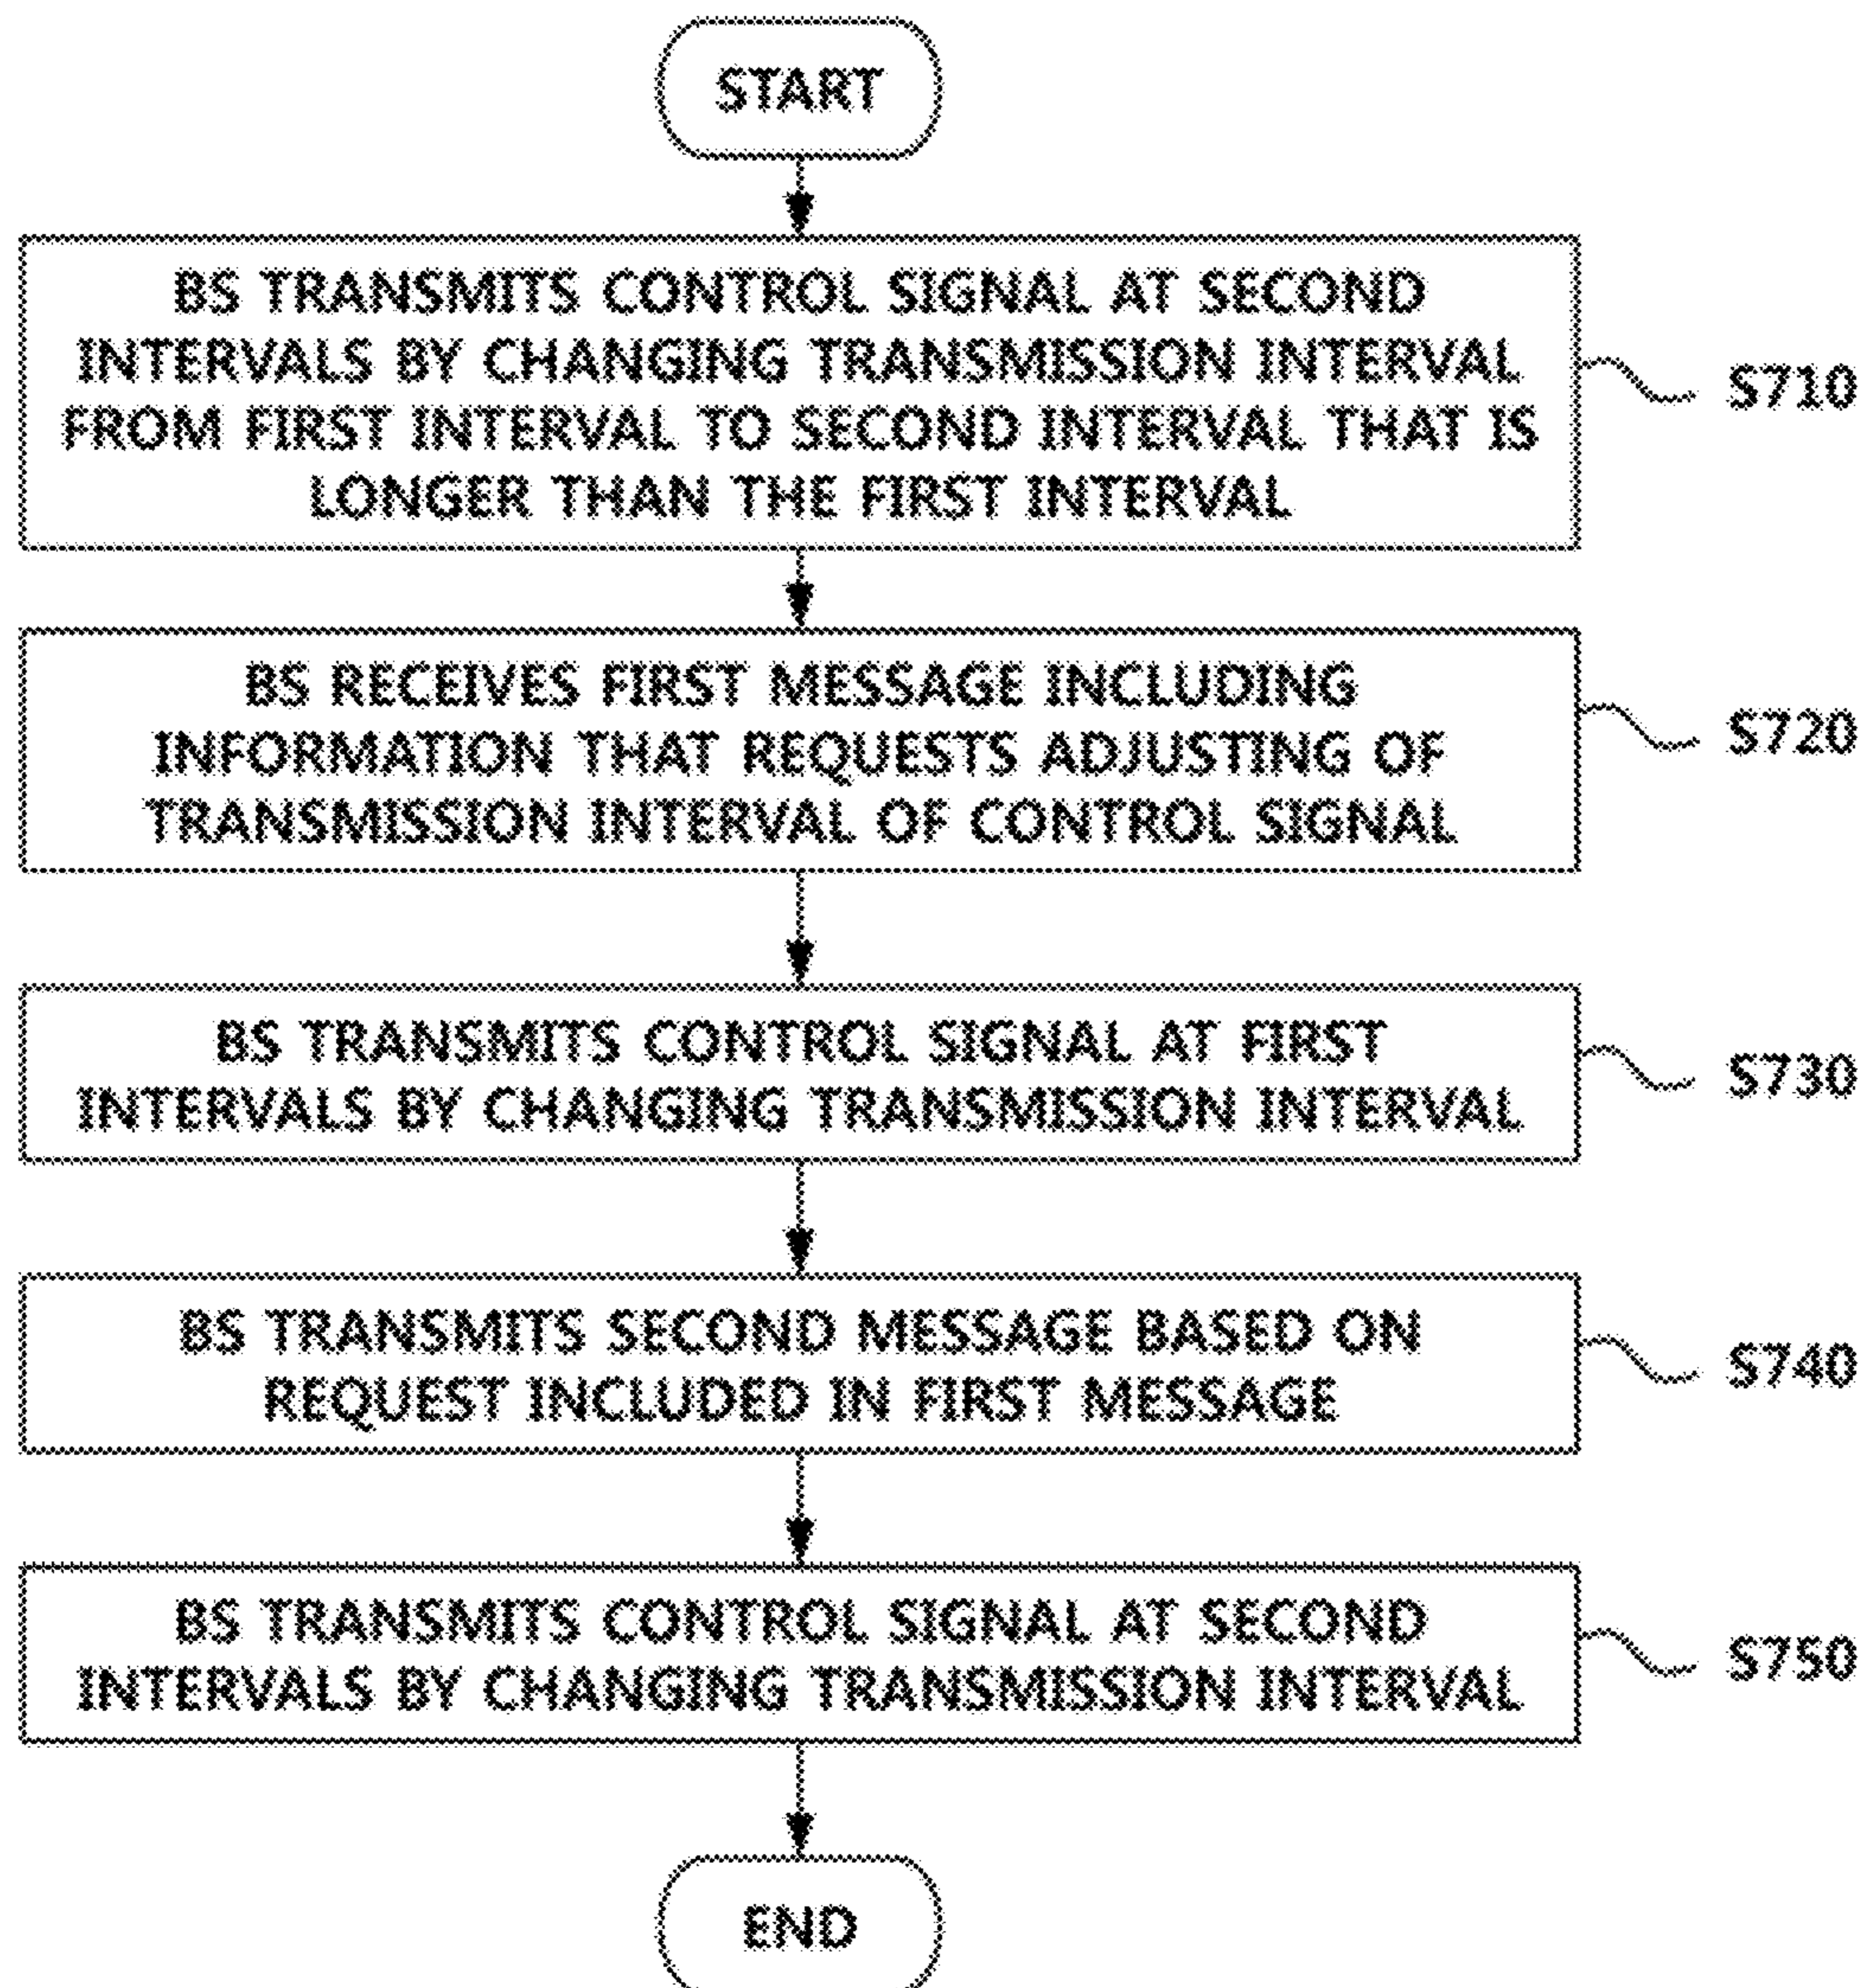 START
BS TRANSMITS CONTROL SIGNAL AT SECOND
INTERVALS BY CHANGING TRANSMISSION INTERVAL
FROM FIRST INTERVAL TO SECOND INTERVAL THAT IS
LONGER THAN THE FIRST INTERVAL
S710
BS RECEIVES FIRST MESSAGE INCLUDING
INFORMATION THAT REQUESTS ADJUSTING OF
TRANSMISSION INTERVAL OF CONTROL SIGNAL
S720
BS TRANSMITS CONTROL SIGNAL AT FIRST
INTERVALS BY CHANGING TRANSMISSION INTERVAL
S730
BS TRANSMITS SECOND MESSAGE BASED ON
REQUEST INCLUDED IN FIRST MESSAGE
S740
BS TRANSMITS CONTROL SIGNAL AT SECOND
INTERVALS BY CHANGING TRANSMISSION INTERVAL
S750
END